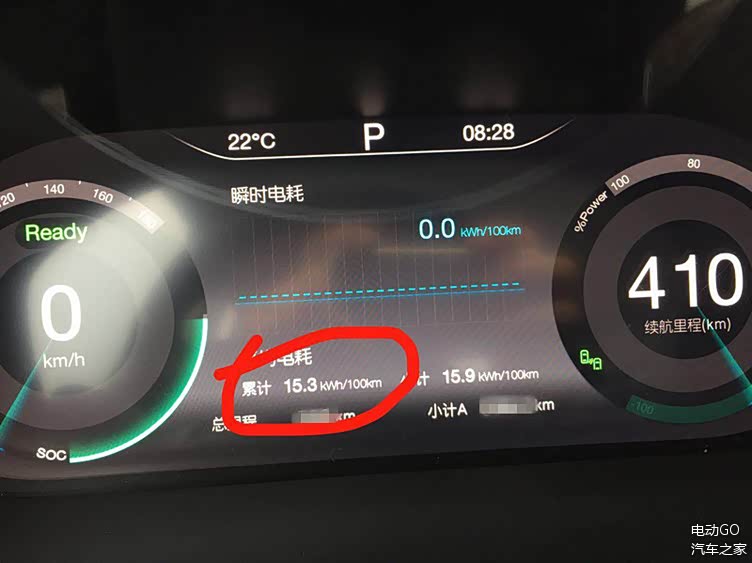 22°C P 08:28
瞬时电耗
0.0 kWh/100km
120 140 160
Ready
0
km/h
SOC
电耗
累计 15.3 kWh/100km
计 15.9 kWh/100km
km
小计A km
80
100
%Power
410
续航里程(km)
-100
电动GO
汽车之家